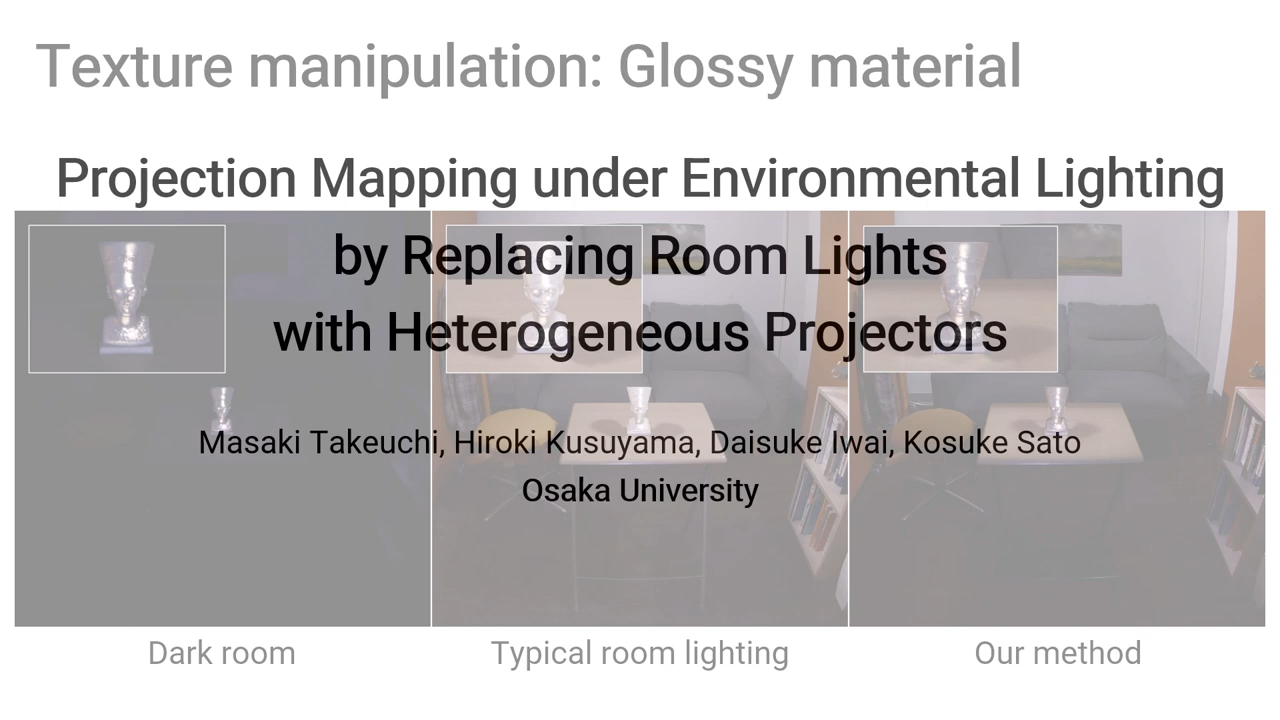 Texture manipulation: Glossy material
Projection Mapping under Environmental Lighting
by Replacing Room Lights
with Heterogeneous Projectors
Masaki Takeuchi, Hiroki Kusuyama, Daisuke Iwai, Kosuke Sato
Osaka University
Dark room
Typical room lighting
Our method